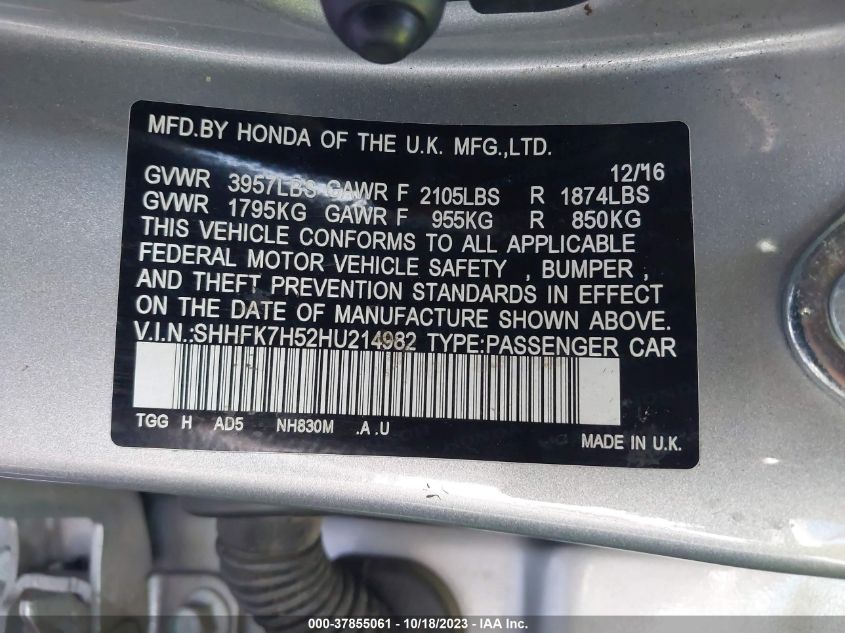 MFD.BY HONDA OF THE U.K. MFG.,LTD.
12/16
GVWR 3957LBS GAWR F 2105LBS R 1874LBS
GVWR 1795KG GAWR F 955KG R 850KG
THIS VEHICLE CONFORMS TO ALL APPLICABLE
FEDERAL MOTOR VEHICLE SAFETY , BUMPER ,
AND THEFT PREVENTION STANDARDS IN EFFECT
ON THE DATE OF MANUFACTURE SHOWN ABOVE.
V.I.N.:SHHFK7H52HU214982 TYPE:PASSENGER CAR
TGG H AD5 NH830M .A .U
MADE IN U.K.
000-37855061 - 10/18/2023 - IAA Inc.